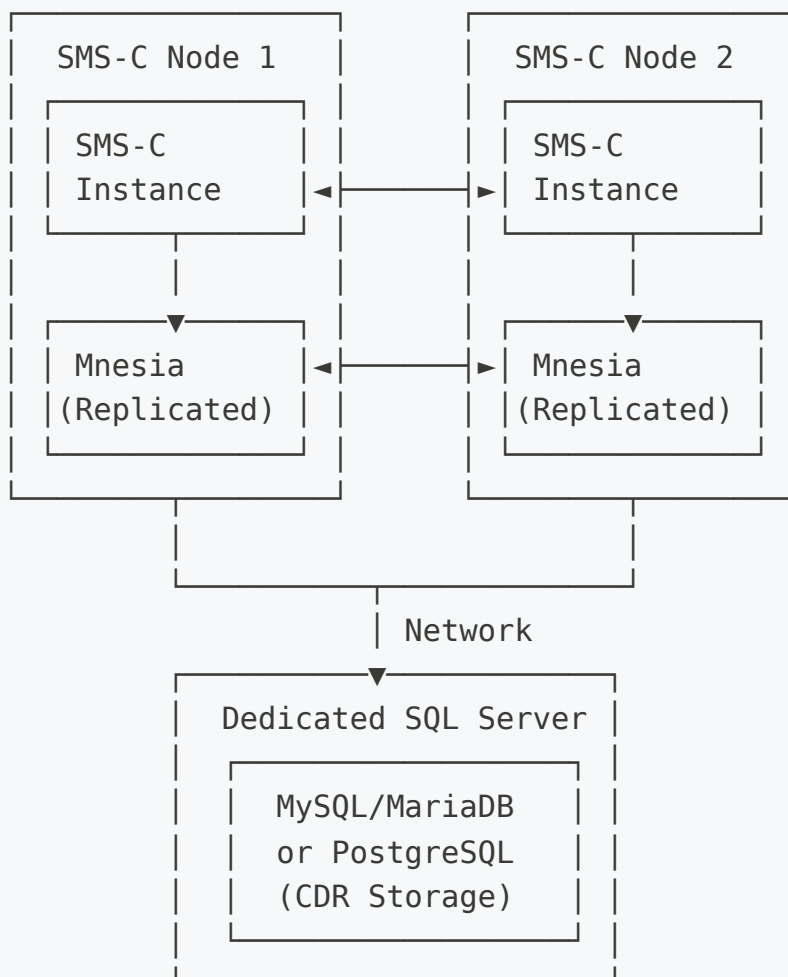 SMS-C Node 1
SMS-C Node 2
SMS-C
Instance
SMS-C
Instance
Mnesia
(Replicated)
Mnesia
(Replicated)
Network
Dedicated SQL Server
MySQL/MariaDB
or PostgreSQL
(CDR Storage)